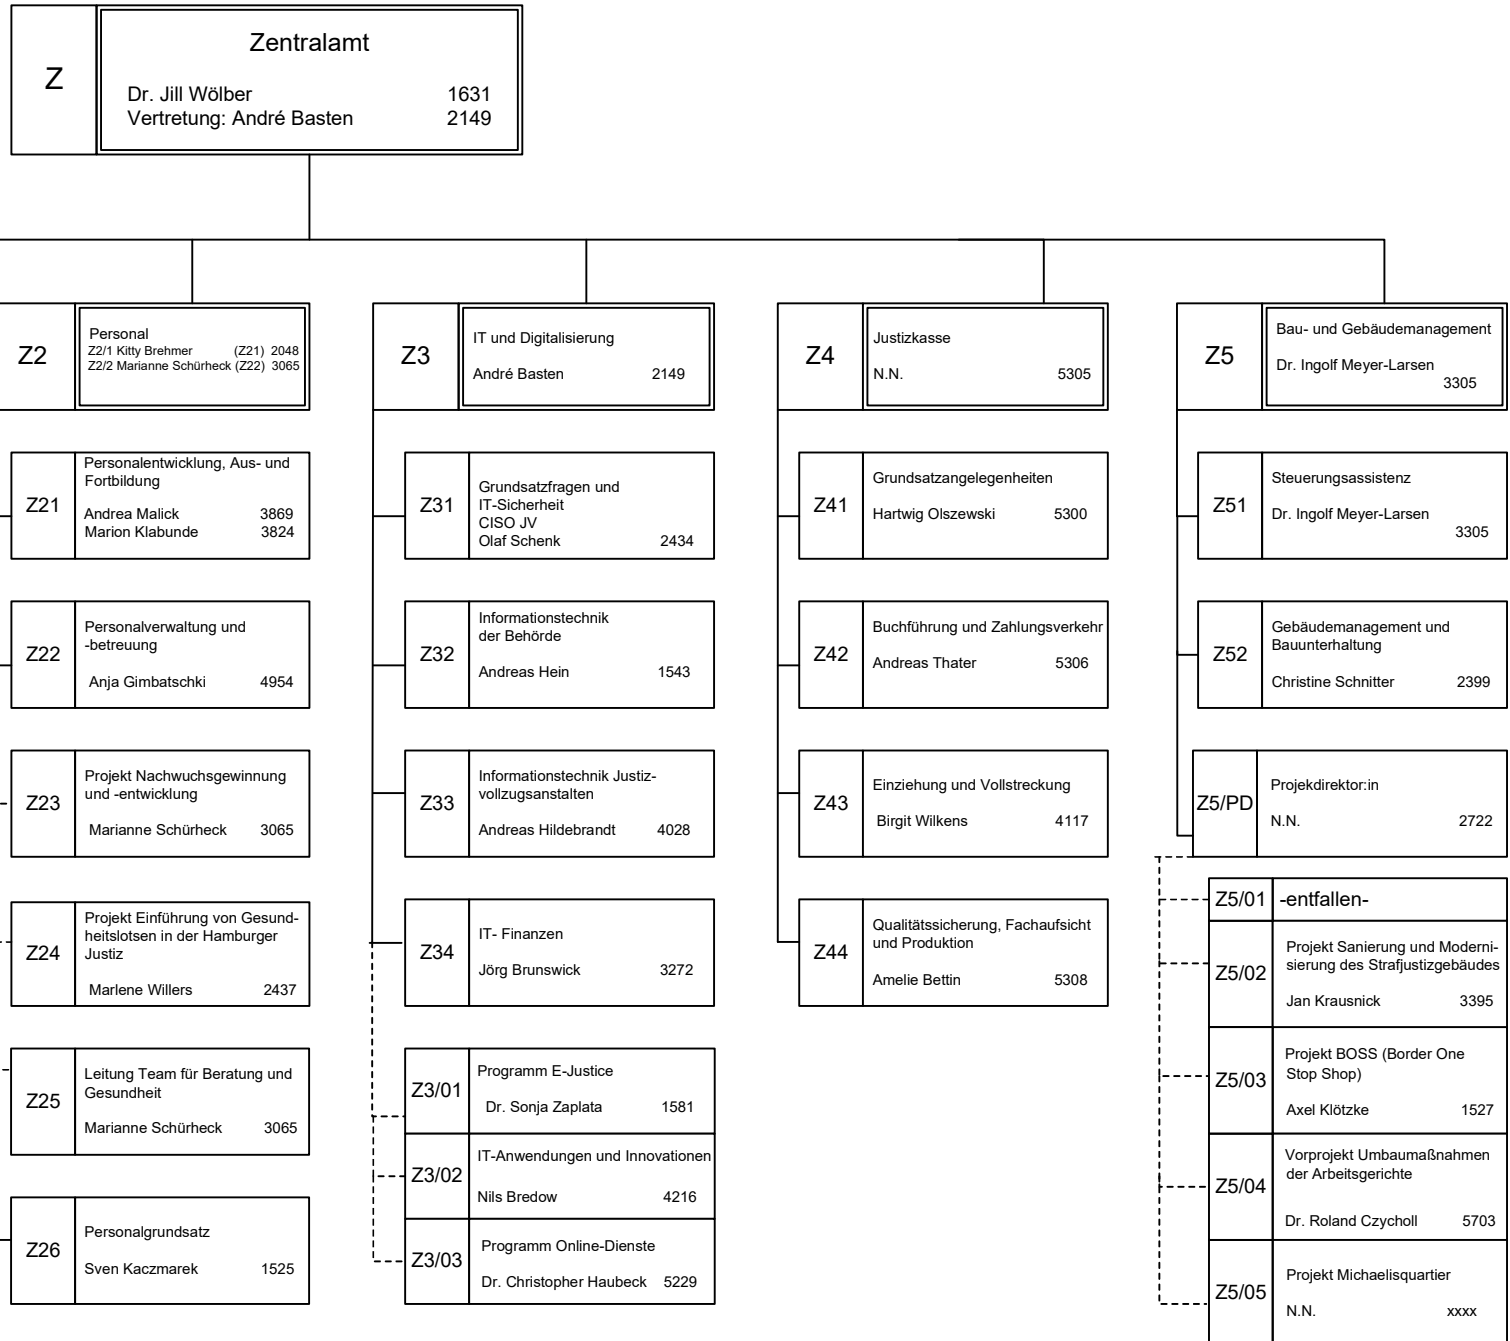 Z
Zentralamt
Dr. Jill Wölber 1631
Vertretung: André Basten 2149
Z2
Personal
Z2/1 Kitty Brehmer (Z21) 2048
Z2/2 Marianne Schürheck (Z22) 3065
Z21
Personalentwicklung, Aus- und
Fortbildung
Andrea Malick 3869
Marion Klabunde 3824
Z22
Personalverwaltung und
-betreuung
Anja Gimbatschki 4954
Z23
Projekt Nachwuchsgewinnung
und -entwicklung
Marianne Schürheck 3065
Z24
Projekt Einführung von Gesund-
heitslotsen in der Hamburger
Justiz
Marlene Willers 2437
Z25
Leitung Team für Beratung und
Gesundheit
Marianne Schürheck 3065
Z26
Personalgrundsatz
Sven Kaczmarek 1525
Z3
IT und Digitalisierung
André Basten 2149
Z31
Grundsatzfragen und
IT-Sicherheit
CISO JV
Olaf Schenk 2434
Z32
Informationstechnik
der Behörde
Andreas Hein 1543
Z33
Informationstechnik Justiz-
vollzugsanstalten
Andreas Hildebrandt 4028
Z34
IT- Finanzen
Jörg Brunswick 3272
Z3/01
Programm E-Justice
Dr. Sonja Zaplata 1581
Z3/02
IT-Anwendungen und Innovationen
Nils Bredow 4216
Z3/03
Programm Online-Dienste
Dr. Christopher Haubeck 5229
Z4
Justizkasse
N.N. 5305
Z41
Grundsatzangelegenheiten
Hartwig Olszewski 5300
Z42
Buchführung und Zahlungsverkehr
Andreas Thater 5306
Z43
Einziehung und Vollstreckung
Birgit Wilkens 4117
Z44
Qualitätssicherung, Fachaufsicht
und Produktion
Amelie Bettin 5308
Z5
Bau- und Gebäudemanagement
Dr. Ingolf Meyer-Larsen
3305
Z51
Steuerungsassistenz
Dr. Ingolf Meyer-Larsen
3305
Z52
Gebäudemanagement und
Bauunterhaltung
Christine Schnitter 2399
Z5/PD
Projekdirektor:in
N.N. 2722
Z5/01 -entfallen-
Z5/02
Projekt Sanierung und Moderni-
sierung des Strafjustizgebäudes
Jan Krausnick 3395
Z5/03
Projekt BOSS (Border One
Stop Shop)
Axel Klötzke 1527
Z5/04
Vorprojekt Umbaumaßnahmen
der Arbeitsgerichte
Dr. Roland Czycholl 5703
Z5/05
Projekt Michaelisquartier
N.N. xxxx